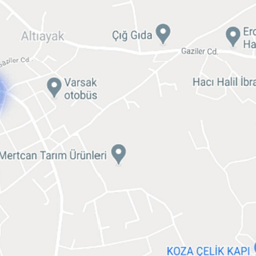 Altıayak
Çığ Gıda
Gaziler Cd.
Gaziler Cd.
Varsak
otobüs
Hacı Halil İbra
Mertcan Tarım Ürünleri
KOZA ÇELİK KAPI